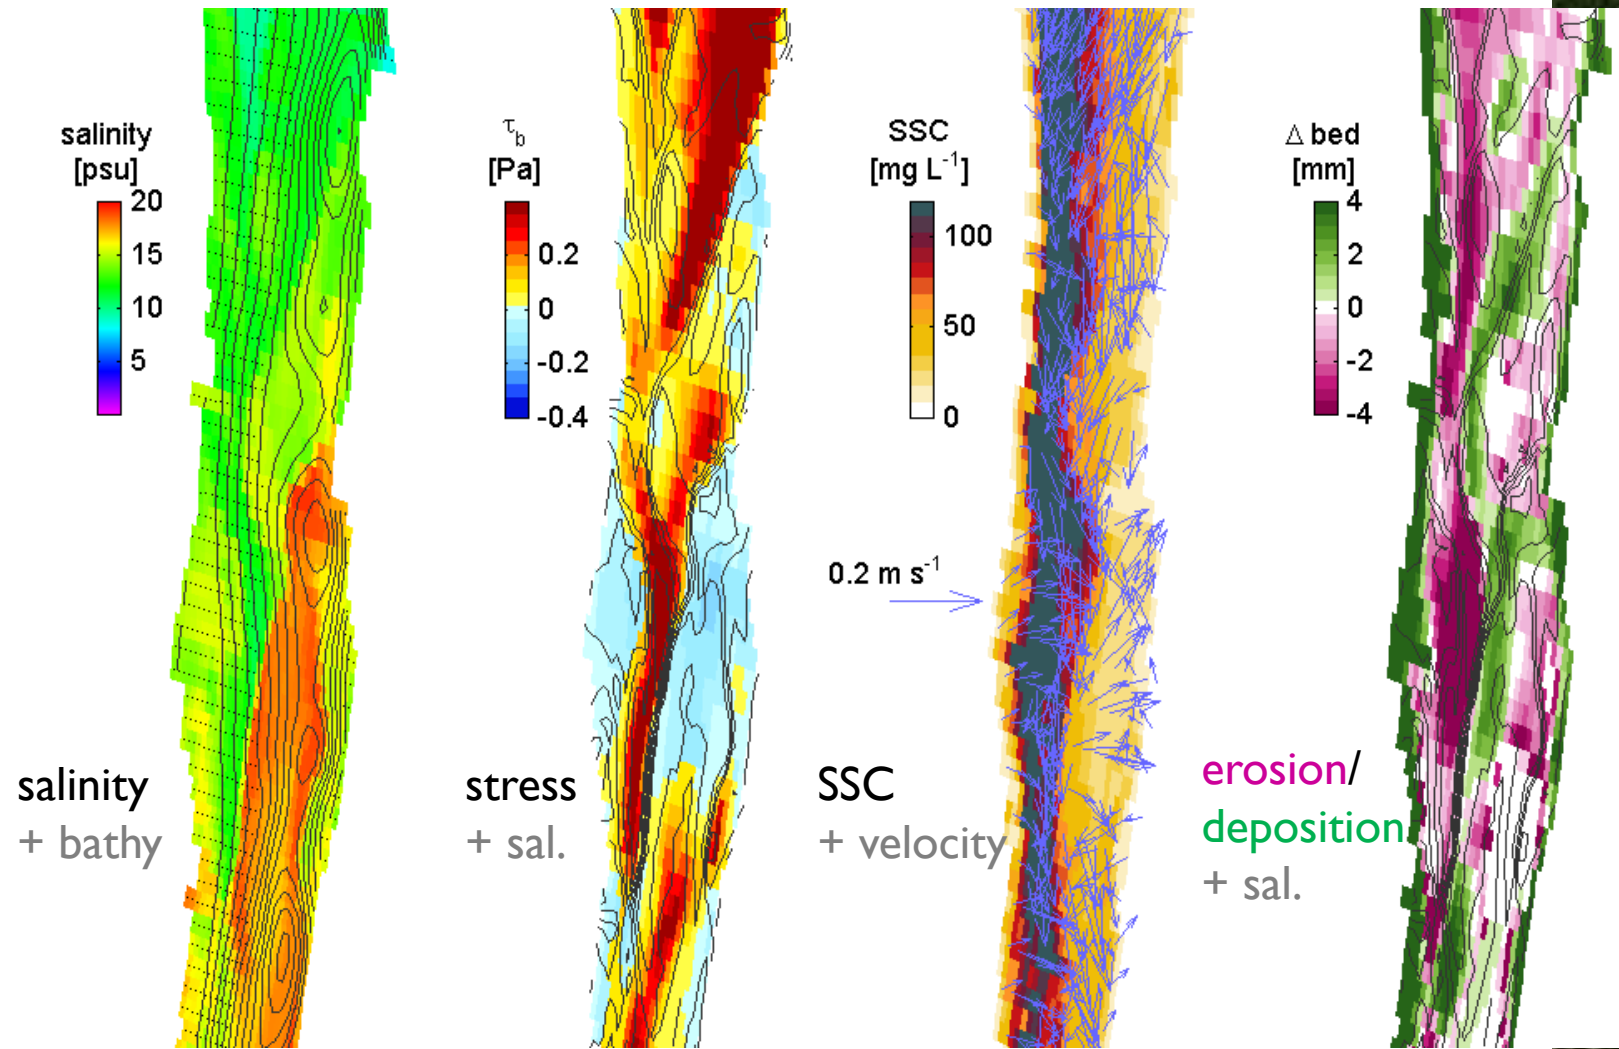 salinity
[psu]
20
15
10
5
salinity
+ bathy
τb
[Pa]
0.2
0
-0.2
-0.4
stress
+ sal.
SSC
[mg L-1]
100
50
0
0.2 m s-1
SSC
+ velocity
Δ bed
[mm]
4
2
0
-2
-4
erosion/
deposition
+ sal.